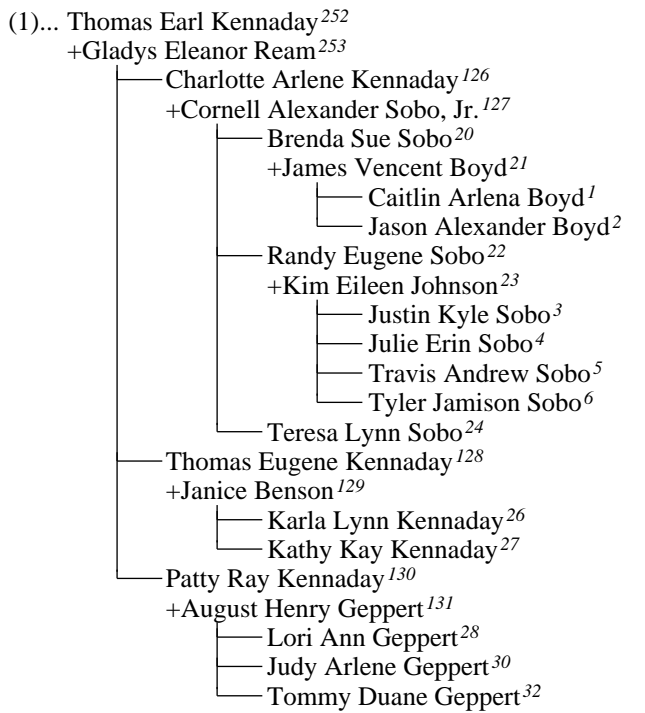 (1)... Thomas Earl Kennaday252
+Gladys Eleanor Ream253
Charlotte Arlene Kennaday126
+Cornell Alexander Sobo, Jr.127
Brenda Sue Sobo20
+James Vencent Boyd21
Caitlin Arlena Boyd1
Jason Alexander Boyd2
Randy Eugene Sobo22
+Kim Eileen Johnson23
Justin Kyle Sobo3
Julie Erin Sobo4
Travis Andrew Sobo5
Tyler Jamison Sobo6
Teresa Lynn Sobo24
Thomas Eugene Kennaday128
+Janice Benson129
Karla Lynn Kennaday26
Kathy Kay Kennaday27
Patty Ray Kennaday130
+August Henry Geppert131
Lori Ann Geppert28
Judy Arlene Geppert30
Tommy Duane Geppert32